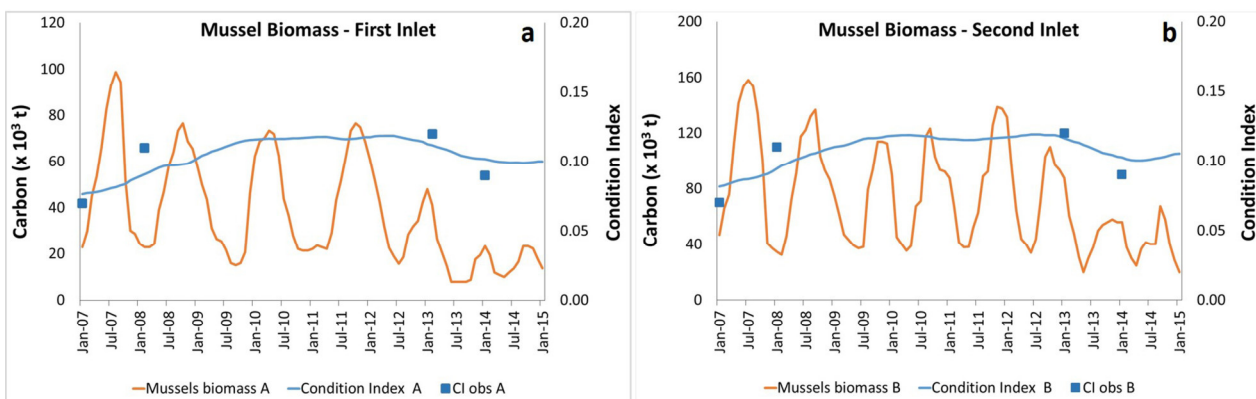 Mussel Biomass - First Inlet
a
120
100
80
60
40
20
0
Carbon (x 10³ t)
0.20
0.15
0.10
0.05
0.00
Condition Index
Jan-07
Jul-07
Jan-08
Jul-08
Jan-09
Jul-09
Jan-10
Jul-10
Jan-11
Jul-11
Jan-12
Jul-12
Jan-13
Jul-13
Jan-14
Jul-14
Jan-15
Mussels biomass A
Condition Index A
CI obs A
Mussel Biomass - Second Inlet
b
200
160
120
80
40
0
Carbon (x 10³ t)
0.20
0.15
0.10
0.05
0.00
Condition Index
Jan-07
Jul-07
Jan-08
Jul-08
Jan-09
Jul-09
Jan-10
Jul-10
Jan-11
Jul-11
Jan-12
Jul-12
Jan-13
Jul-13
Jan-14
Jul-14
Jan-15
Mussels biomass B
Condition Index B
CI obs B